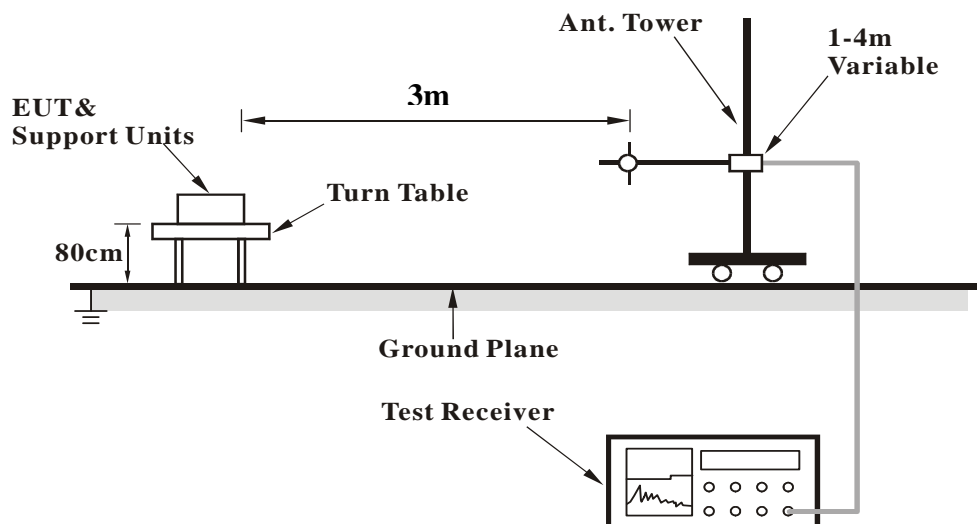 Ant. Tower
1-4m
Variable
3m
EUT&
Support Units
Turn Table
80cm
Ground Plane
Test Receiver